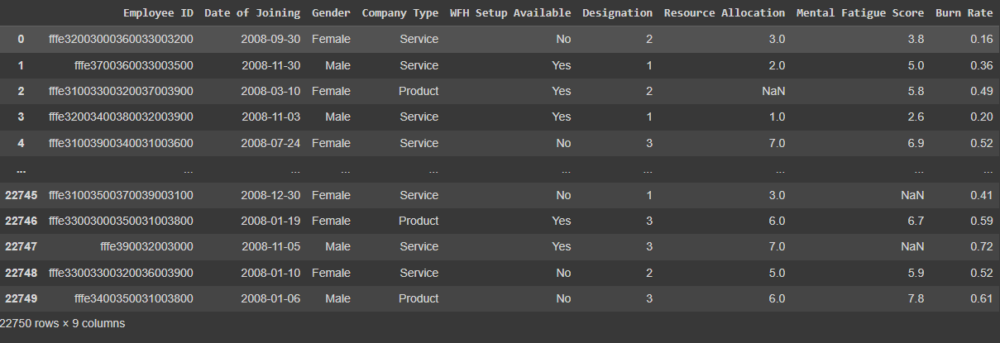 Employee ID Date of Joining Gender Company Type WFH Setup Available Designation Resource Allocation Mental Fatigue Score Burn Rate
0 fffe32003000360033003200 2008-09-30 Female Service No 2 3.0 3.8 0.16
1 fffe3700360033003500 2008-11-30 Male Service Yes 1 2.0 5.0 0.36
2 fffe31003300320037003900 2008-03-10 Female Product Yes 2 NaN 5.8 0.49
3 fffe32003400380032003900 2008-11-03 Male Service Yes 1 1.0 2.6 0.20
4 fffe31003900340031003600 2008-07-24 Female Service No 3 7.0 6.9 0.52
... ... ... ... ... ... ... ... ... ...
22745 fffe31003500370039003100 2008-12-30 Female Service No 1 3.0 NaN 0.41
22746 fffe33003000350031003800 2008-01-19 Female Product Yes 3 6.0 6.7 0.59
22747 fffe390032003000 2008-11-05 Male Service Yes 3 7.0 NaN 0.72
22748 fffe33003300320036003900 2008-01-10 Female Service No 2 5.0 5.9 0.52
22749 fffe3400350031003800 2008-01-06 Male Product No 3 6.0 7.8 0.61
22750 rows × 9 columns